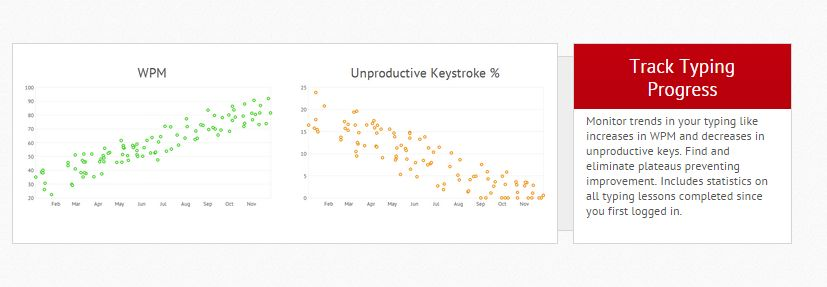 WPM
100
90
80
70
60
50
40
30
20
Feb Mar Apr May Jun Jul Aug Sep Oct Nov
Unproductive Keystroke %
25
20
15
10
5
0
Feb Mar Apr May Jun Jul Aug Sep Oct Nov
Track Typing
Progress
Monitor trends in your typing like
increases in WPM and decreases in
unproductive keys. Find and
eliminate plateaus preventing
improvement. Includes statistics on
all typing lessons completed since
you first logged in.